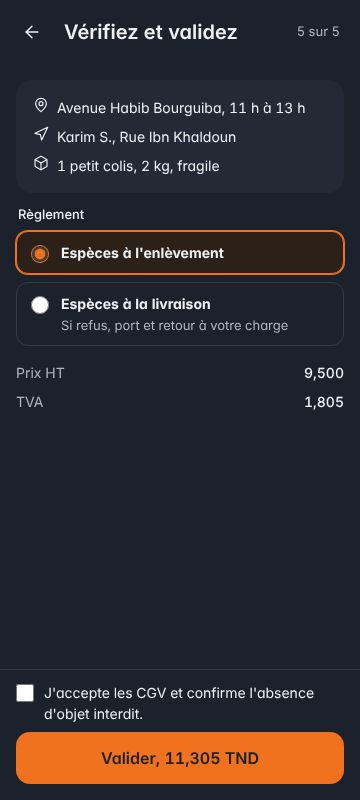 Vérifiez et validez
5 sur 5
Avenue Habib Bourguiba, 11 h à 13 h
Karim S., Rue Ibn Khaldoun
1 petit colis, 2 kg, fragile
Règlement
Espèces à l'enlèvement
Espèces à la livraison
Si refus, port et retour à votre charge
Prix HT 9,500
TVA 1,805
J'accepte les CGV et confirme l'absence
d'objet interdit.
Valider, 11,305 TND